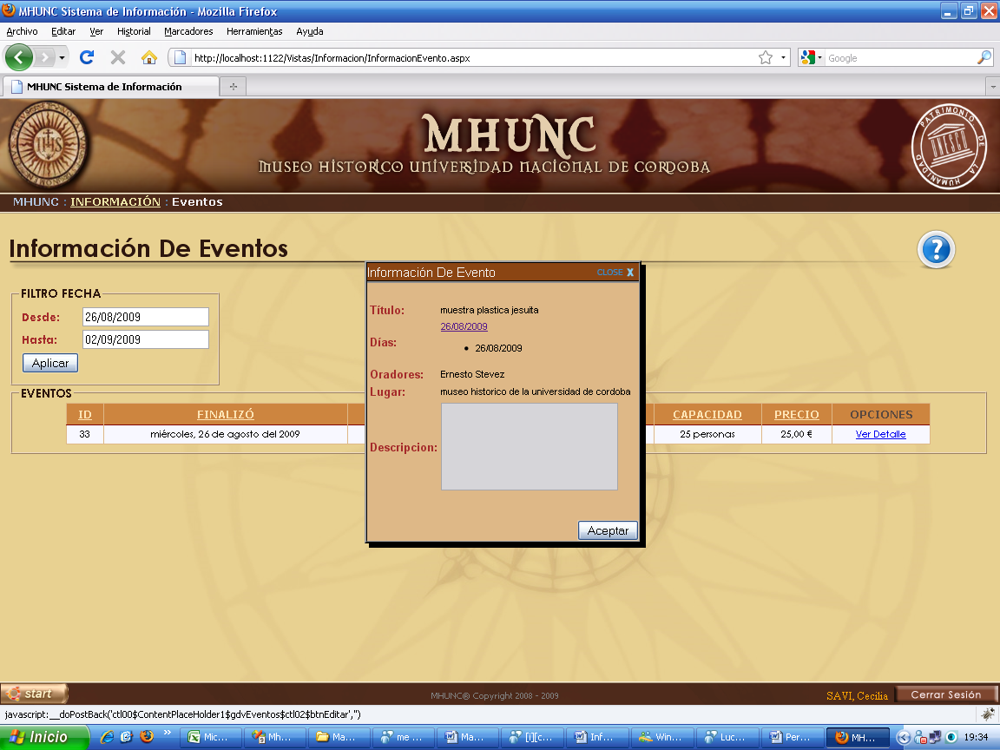 MHUNC Sistema de Información - Mozilla Firefox
Archivo Editar Ver Historial Marcadores Herramientas Ayuda
http://localhost:1122/Vistas/Informacion/InformacionEvento.aspx
Google
MHUNC Sistema de Información
MHUNC
MUSEO HISTORICO UNIVERSIDAD NACIONAL DE CORDOBA
IHS
PATRIMONIO DE LA HUMANIDAD
UNESCO
MHUNC : INFORMACIÓN : Eventos
Información De Eventos
?
FILTRO FECHA
Desde: 26/08/2009
Hasta: 02/09/2009
Aplicar
EVENTOS
ID FINALIZÓ CAPACIDAD PRECIO OPCIONES
33 miércoles, 26 de agosto del 2009 25 personas 25,00 € Ver Detalle
Información De Evento CLOSE X
Título: muestra plastica jesuita
26/08/2009
Días:
• 26/08/2009
Oradores: Ernesto Stevez
Lugar: museo historico de la universidad de cordoba
Descripcion:
Aceptar
start
MHUNC® Copyright 2008 - 2009
SAVI, Cecilia
Cerrar Sesión
javascript:__doPostBack('ctl00$ContentPlaceHolder1$gdvEventos$ctl02$btnEditar','')
Inicio
» Mic... Mh... Ma... me ... Ma... [i][c... Inf... Win... Luc... Per... MH... 19:34